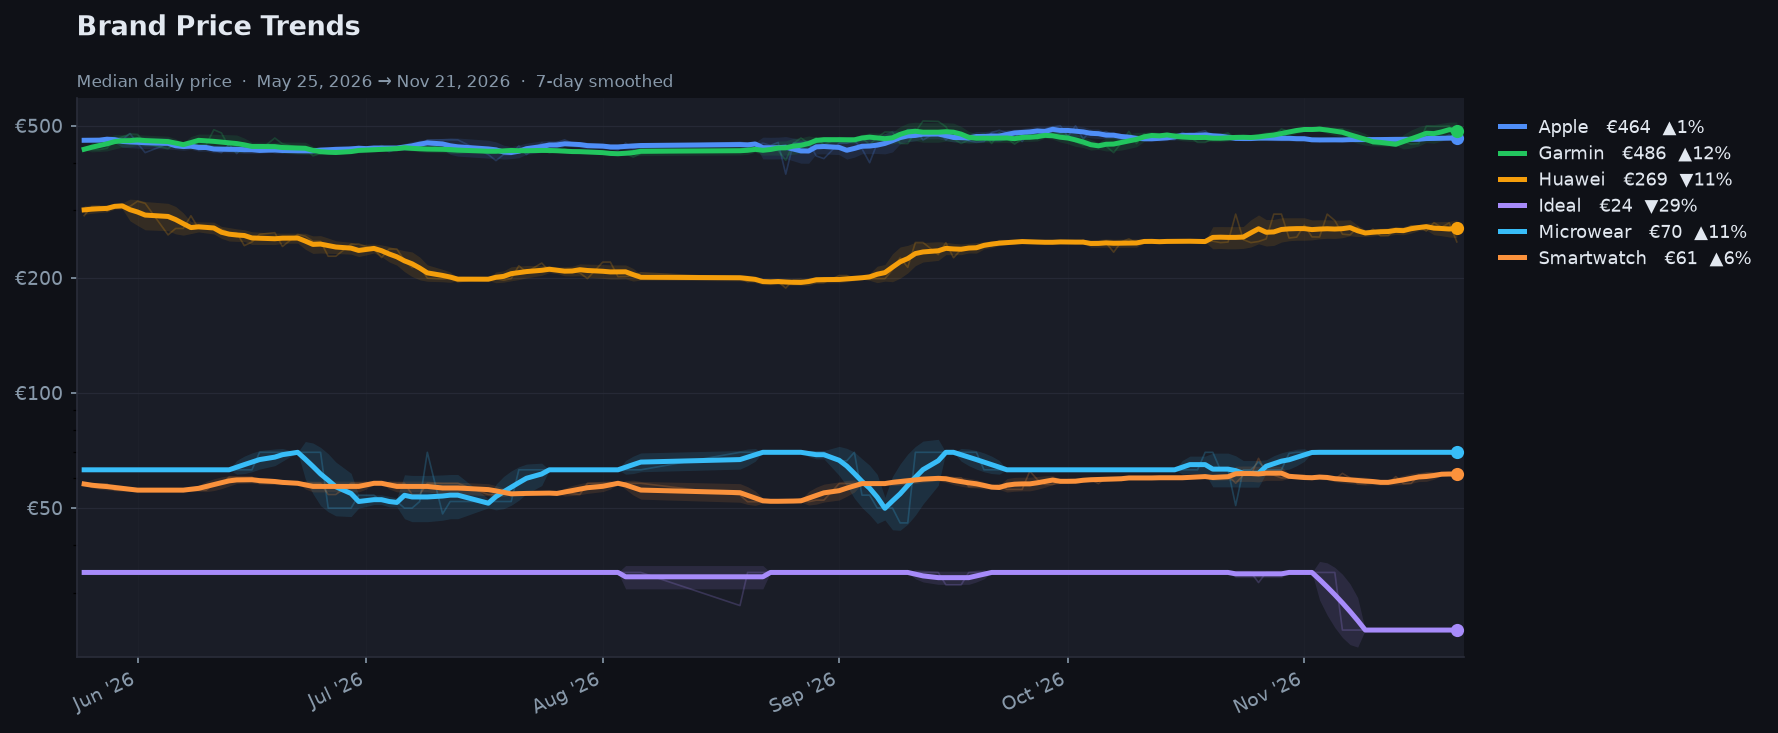 Brand Price Trends
Median daily price · May 25, 2026 → Nov 21, 2026 · 7-day smoothed
€500
€200
€100
€50
Jun '26
Jul '26
Aug '26
Sep '26
Oct '26
Nov '26
Apple €464 ▲1%
Garmin €486 ▲12%
Huawei €269 ▼11%
Ideal €24 ▼29%
Microwear €70 ▲11%
Smartwatch €61 ▲6%